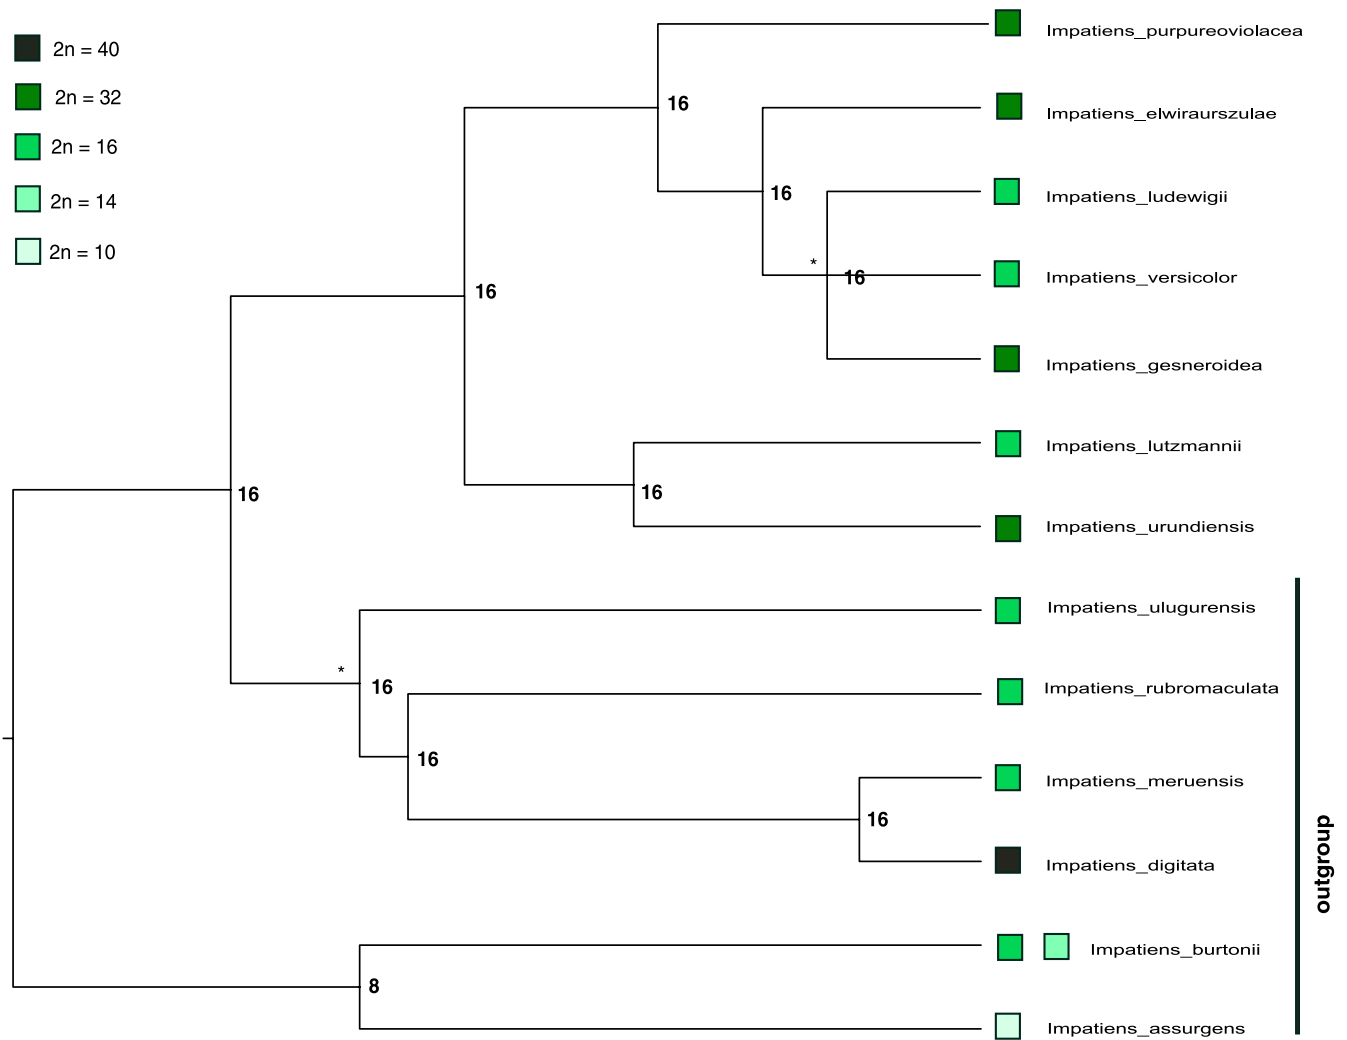 2n = 40
2n = 32
2n = 16
2n = 14
2n = 10
Impatiens_purpureoviolacea
16
Impatiens_elwiraurszulae
16
Impatiens_ludewigii
*
16
Impatiens_versicolor
16
Impatiens_gesneroidea
Impatiens_lutzmannii
16
16
Impatiens_urundiensis
Impatiens_ulugurensis
*
16
Impatiens_rubromaculata
16
Impatiens_meruensis
16
Impatiens_digitata
outgroup
Impatiens_burtonii
8
Impatiens_assurgens